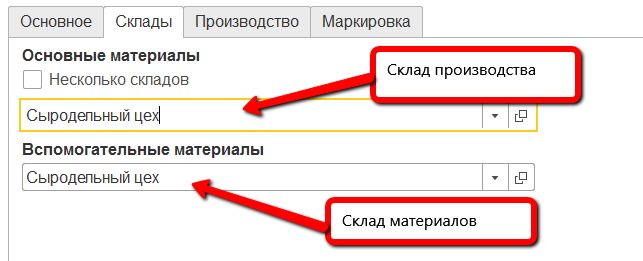 Основное Склады Производство Маркировка
Основные материалы
Несколько складов
Склад производства
Сыродельный цех
Вспомогательные материалы
Сыродельный цех
Склад материалов